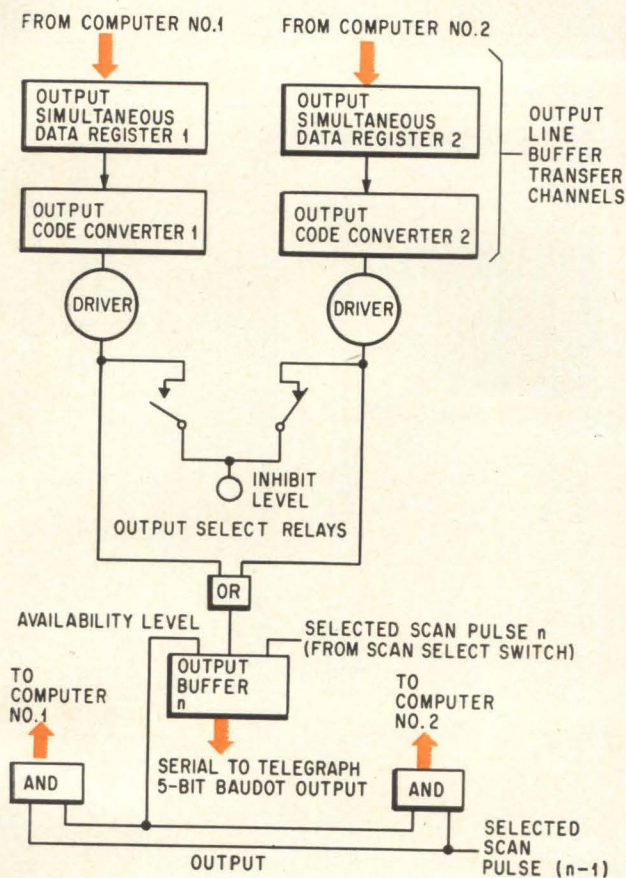 FROM COMPUTER NO.1
FROM COMPUTER NO.2
OUTPUT
SIMULTANEOUS
DATA REGISTER 1
OUTPUT
SIMULTANEOUS
DATA REGISTER 2
OUTPUT
LINE
BUFFER
TRANSFER
CHANNELS
OUTPUT
CODE CONVERTER 1
OUTPUT
CODE CONVERTER 2
DRIVER
DRIVER
INHIBIT
LEVEL
OUTPUT SELECT RELAYS
OR
AVAILABILITY LEVEL
SELECTED SCAN PULSE n
(FROM SCAN SELECT SWITCH)
OUTPUT
BUFFER
n
TO
COMPUTER
NO.1
TO
COMPUTER
NO.2
SERIAL TO TELEGRAPH
5-BIT BAUDOT OUTPUT
AND
AND
OUTPUT
SELECTED
SCAN
PULSE (n-1)